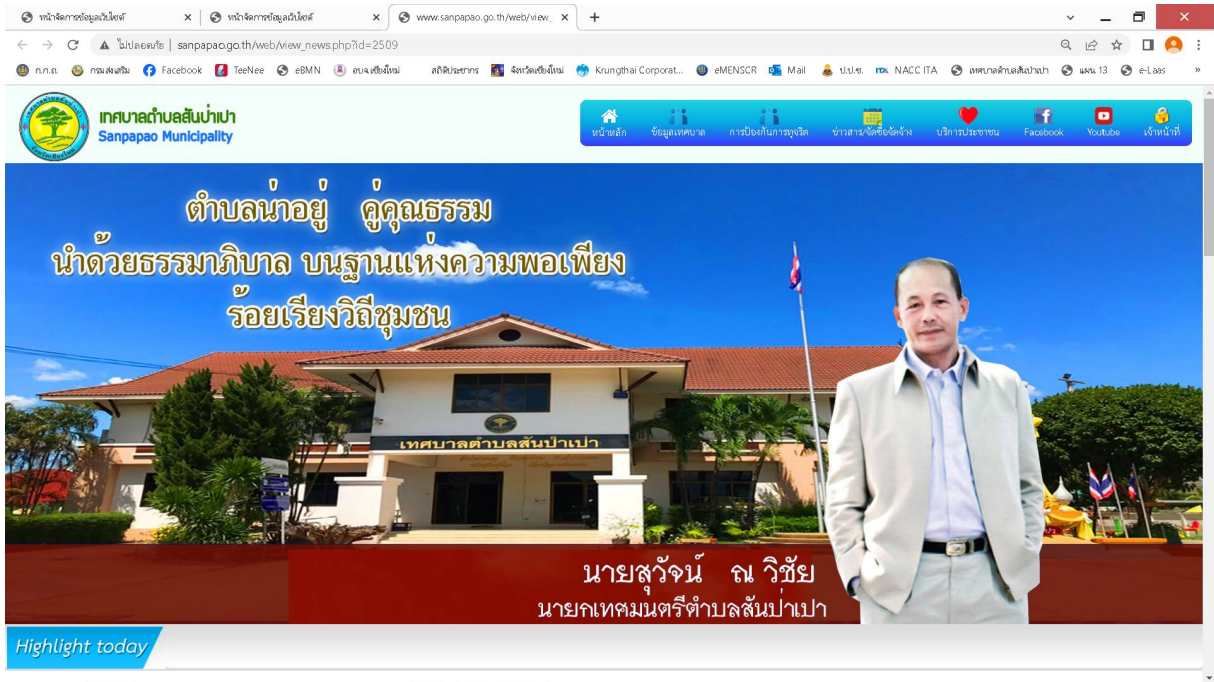 หน้าจัดการข้อมูลเว็บไซต์
หน้าจัดการข้อมูลเว็บไซต์
www.sanpapao.go.th/web/view_
ไม่ปลอดภัย | sanpapao.go.th/web/view_news.php?id=2509
ก.ก.ถ. กรมส่งเสริม Facebook TeeNee eBMN อบจ.เชียงใหม่ สถิติประชากร จังหวัดเชียงใหม่ Krungthai Corporat... eMENSCR Mail ป.ป.ช. NACC ITA เทศบาลตำบลสันป่าเปา แผน 13 e-Laas »
เทศบาลตำบลสันป่าเปา
Sanpapao Municipality
หน้าหลัก ข้อมูลเทศบาล การป้องกันการทุจริต ข่าวสาร/จัดซื้อจัดจ้าง บริการประชาชน Facebook Youtube เจ้าหน้าที่
ตำบลน่าอยู่ คู่คุณธรรม
นำด้วยธรรมาภิบาล บนฐานแห่งความพอเพียง
ร้อยเรียงวิถีชุมชน
เทศบาลตำบลสันป่าเปา
นายสุวัจน์ ณ วิชัย
นายกเทศมนตรีตำบลสันป่าเปา
Highlight today